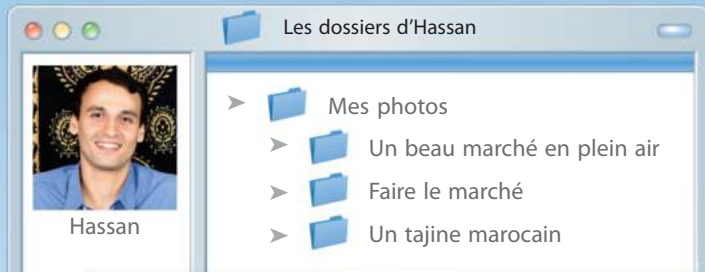 Les dossiers d'Hassan
Mes photos
Un beau marché en plein air
Faire le marché
Un tajine marocain
Hassan